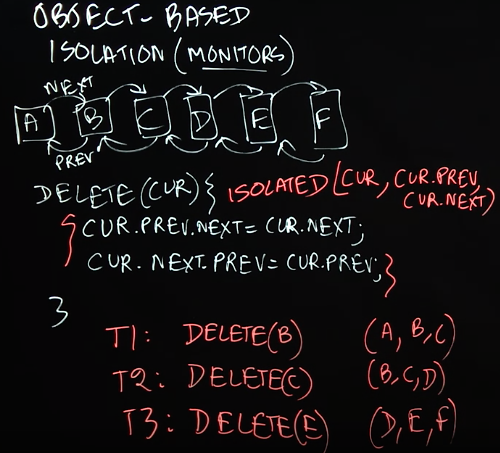 OBJECT-BASED
ISOLATION (MONITORS)
NEXT
A B C D E F
PREV
DELETE(CUR) { ISOLATED(CUR, CUR.PREV,
CUR.NEXT)
{ CUR.PREV.NEXT = CUR.NEXT;
CUR. NEXT.PREV = CUR.PREV; }
}
T1: DELETE(B) (A, B, C)
T2: DELETE(C) (B, C, D)
T3: DELETE(E) (D, E, F)